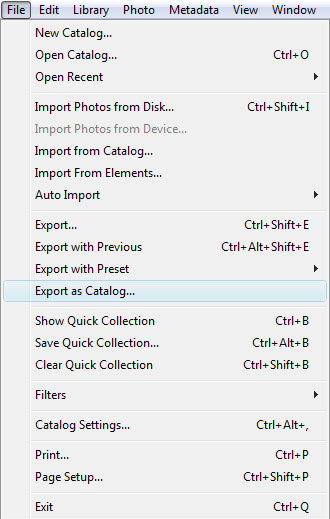 File Edit Library Photo Metadata View Window
New Catalog...
Open Catalog... Ctrl+O
Open Recent
Import Photos from Disk... Ctrl+Shift+I
Import Photos from Device...
Import from Catalog...
Import From Elements...
Auto Import
Export... Ctrl+Shift+E
Export with Previous Ctrl+Alt+Shift+E
Export with Preset
Export as Catalog...
Show Quick Collection Ctrl+B
Save Quick Collection... Ctrl+Alt+B
Clear Quick Collection Ctrl+Shift+B
Filters
Catalog Settings... Ctrl+Alt+,
Print... Ctrl+P
Page Setup... Ctrl+Shift+P
Exit Ctrl+Q